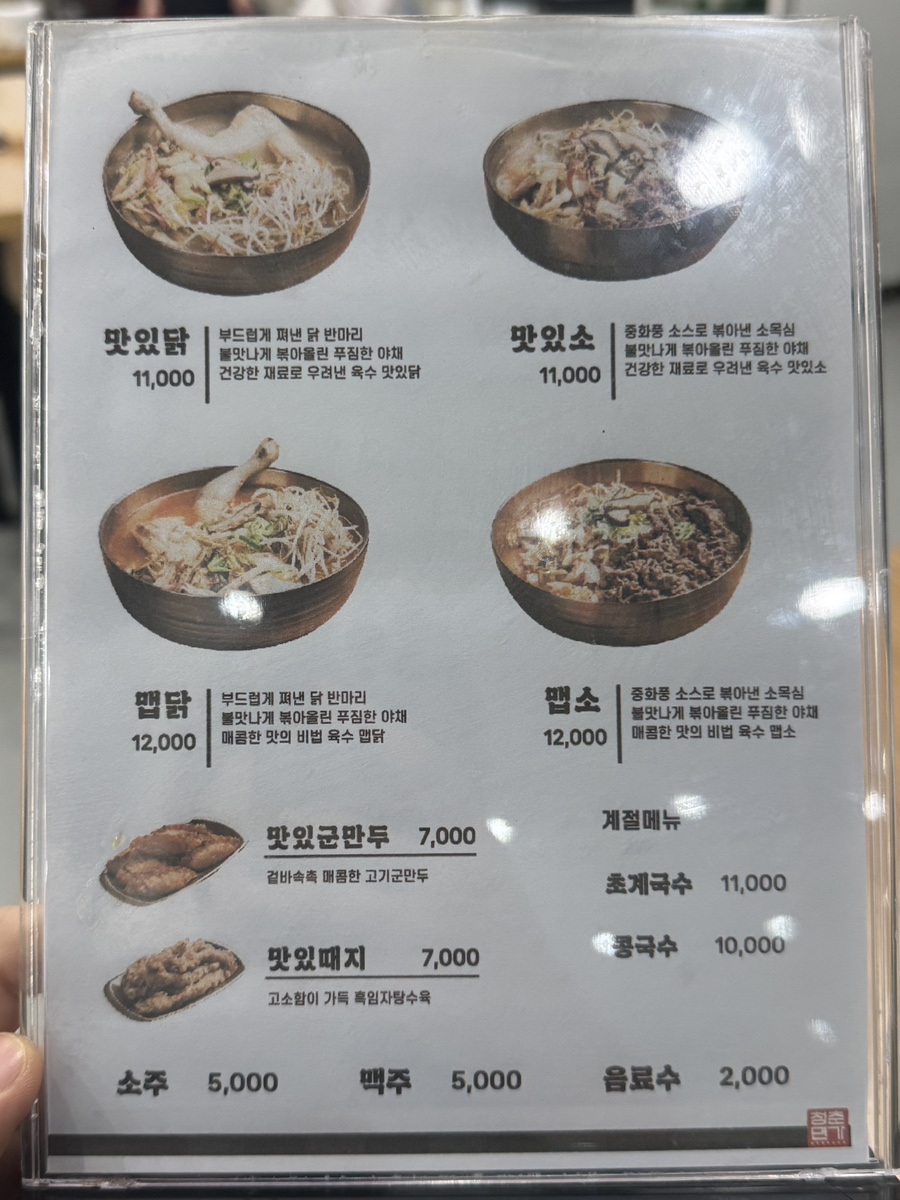 맛있닭
11,000
부드럽게 쪄낸 닭 반마리
불맛나게 볶아올린 푸짐한 야채
건강한 재료로 우려낸 육수 맛있닭
맛있소
11,000
중화풍 소스로 볶아낸 소목심
불맛나게 볶아올린 푸짐한 야채
건강한 재료로 우려낸 육수 맛있소
맵닭
12,000
부드럽게 쪄낸 닭 반마리
불맛나게 볶아올린 푸짐한 야채
매콤한 맛의 비법 육수 맵닭
맵소
12,000
중화풍 소스로 볶아낸 소목심
불맛나게 볶아올린 푸짐한 야채
매콤한 맛의 비법 육수 맵소
맛있군만두 7,000
겉바속촉 매콤한 고기군만두
맛있때지 7,000
고소함이 가득 흑임자탕수육
계절메뉴
초계국수 11,000
콩국수 10,000
소주 5,000
맥주 5,000
음료수 2,000
청춘